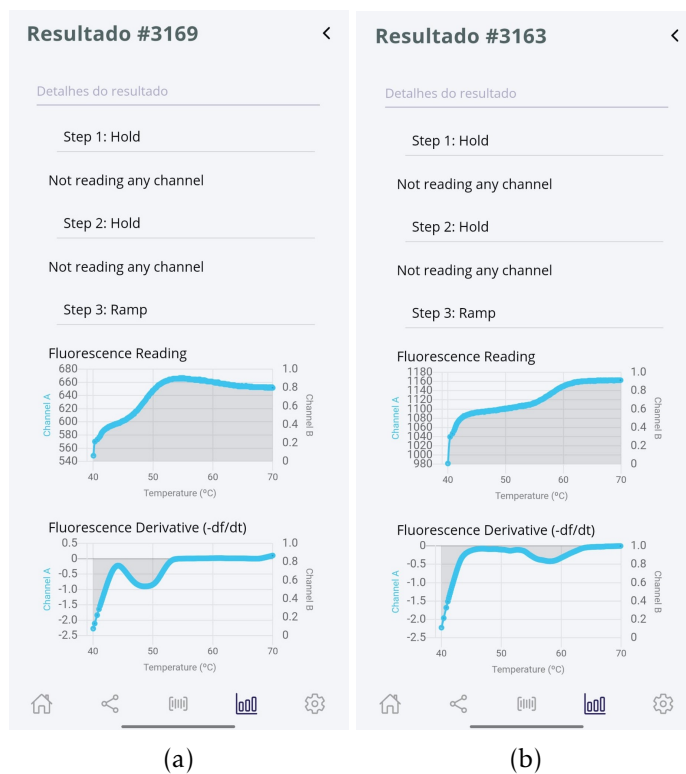 Resultado #3169
Detalhes do resultado
Step 1: Hold
Not reading any channel
Step 2: Hold
Not reading any channel
Step 3: Ramp
Fluorescence Reading
680
660
640
620
600
580
560
540
Channel A
1.0
0.8
0.6
0.4
0.2
0
Channel B
40 50 60 70
Temperature (ºC)
Fluorescence Derivative (-df/dt)
0.5
0
-0.5
-1.0
-1.5
-2.0
-2.5
Channel A
1.0
0.8
0.6
0.4
0.2
0
Channel B
40 50 60 70
Temperature (ºC)
(a)
Resultado #3163
Detalhes do resultado
Step 1: Hold
Not reading any channel
Step 2: Hold
Not reading any channel
Step 3: Ramp
Fluorescence Reading
1180
1160
1140
1120
1100
1080
1060
1040
1020
1000
980
Channel A
1.0
0.8
0.6
0.4
0.2
0
Channel B
40 50 60 70
Temperature (ºC)
Fluorescence Derivative (-df/dt)
0
-0.5
-1.0
-1.5
-2.0
-2.5
Channel A
1.0
0.8
0.6
0.4
0.2
0
Channel B
40 50 60 70
Temperature (ºC)
(b)